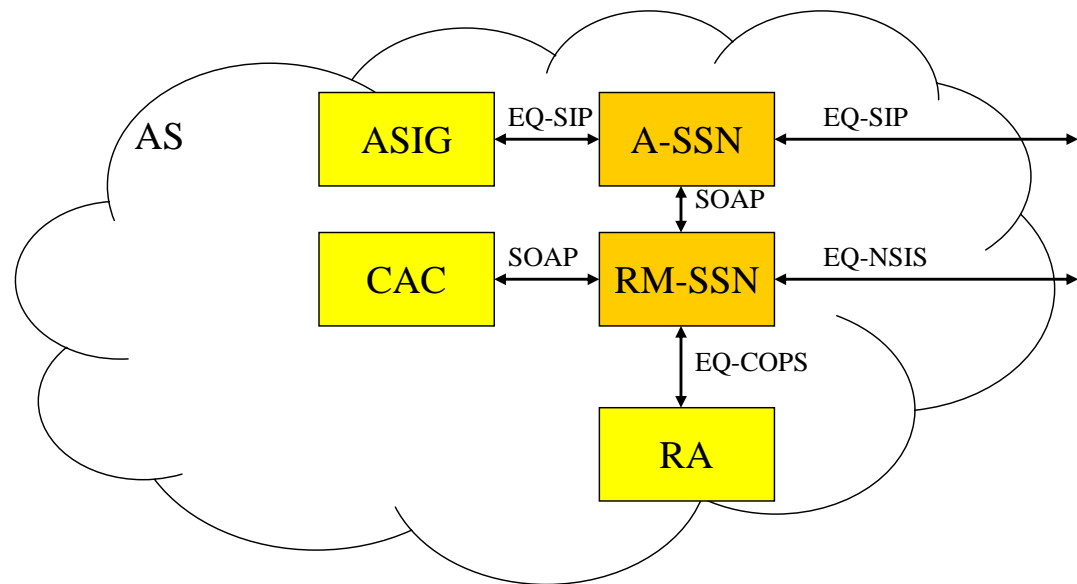 AS
ASIG
EQ-SIP
A-SSN
EQ-SIP
SOAP
CAC
SOAP
RM-SSN
EQ-NSIS
EQ-COPS
RA